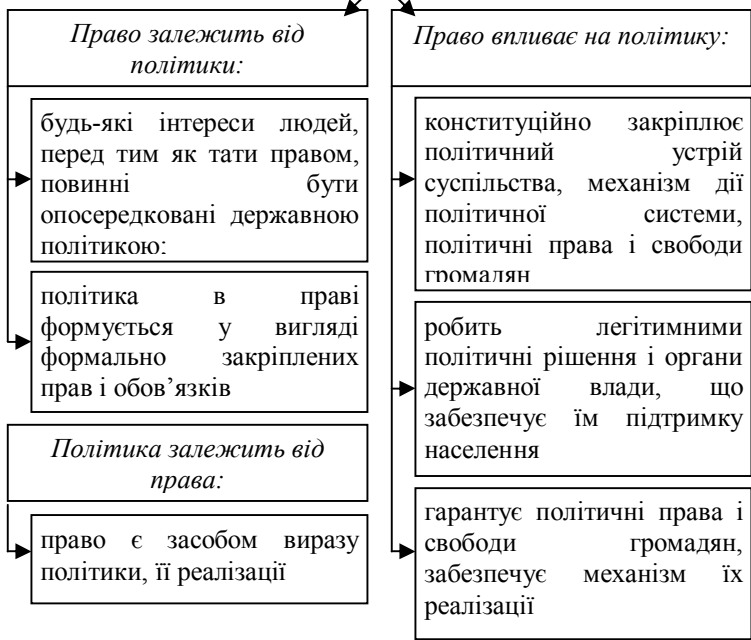 Право залежить від
політики:
будь-які інтереси людей,
перед тим як тати правом,
повинні бути
опосередковані державною
політикою:
політика в праві
формується у вигляді
формально закріплених
прав і обов’язків
Політика залежить від
права:
право є засобом виразу
політики, її реалізації
Право впливає на політику:
конституційно закріплює
політичний устрій
суспільства, механізм дії
політичної системи,
політичні права і свободи
громадян
робить легітимними
політичні рішення і органи
державної влади, що
забезпечує їм підтримку
населення
гарантує політичні права і
свободи громадян,
забезпечує механізм їх
реалізації